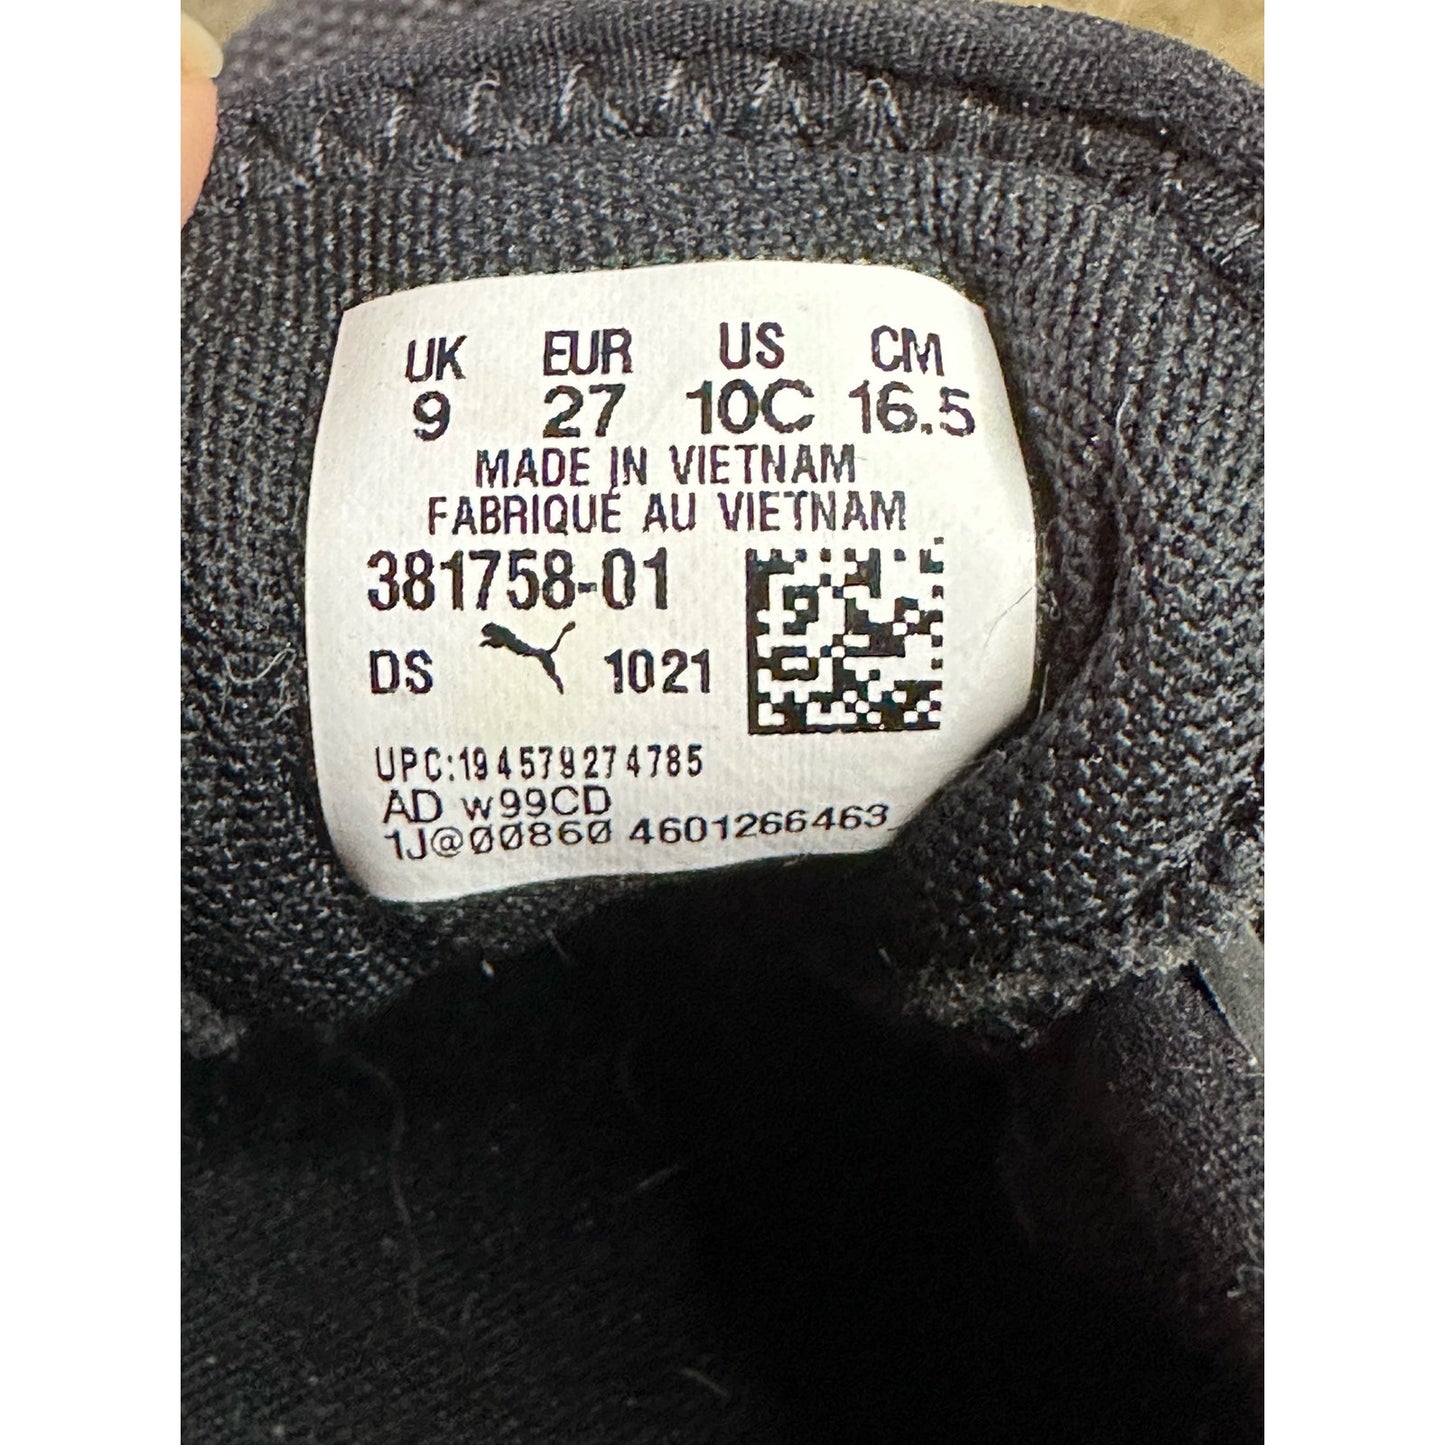 UK EUR US CM
9 27 10C 16.5
MADE IN VIETNAM
FABRIQUÉ AU VIETNAM
381758-01
DS 1021
UPC:194579274785
AD w99CD
1J@00860 4601266463